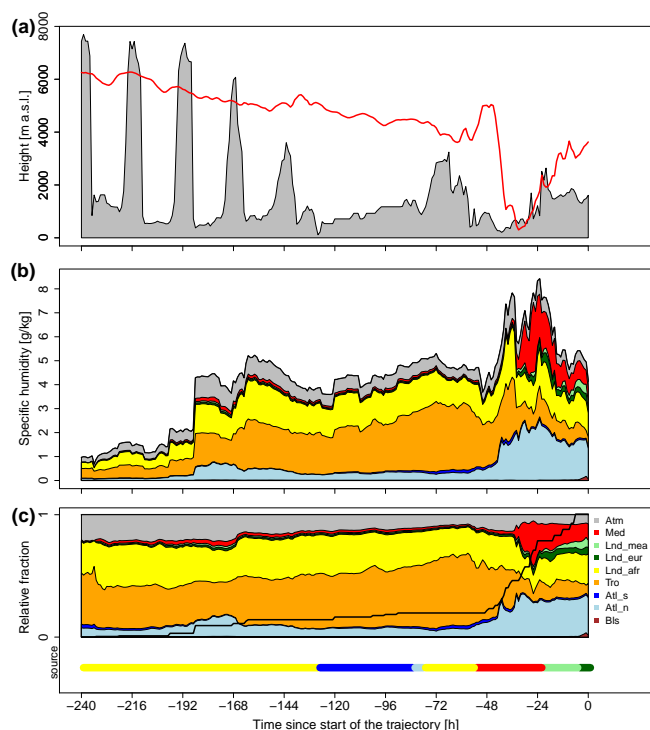 (a)
Height [m a.s.l.]
8000
6000
4000
2000
0
(b)
Specific humidity [g/kg]
8
7
6
5
4
3
2
1
0
(c)
Relative fraction
1
0
Atm
Med
Lnd_mea
Lnd_eur
Lnd_afr
Tro
Atl_s
Atl_n
Bls
source
−240 −216 −192 −168 −144 −120 −96 −72 −48 −24 0
Time since start of the trajectory [h]